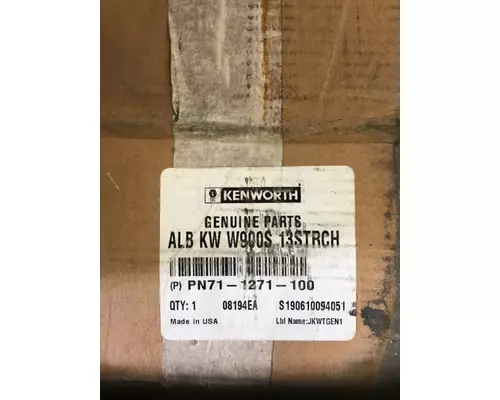 KENWORTH
GENUINE PARTS
ALB KW W900S 13STRCH
(P) PN71-1271-100
QTY: 1 08194EA S190610094051
Made in USA Lbl Name:JKWTGEN1